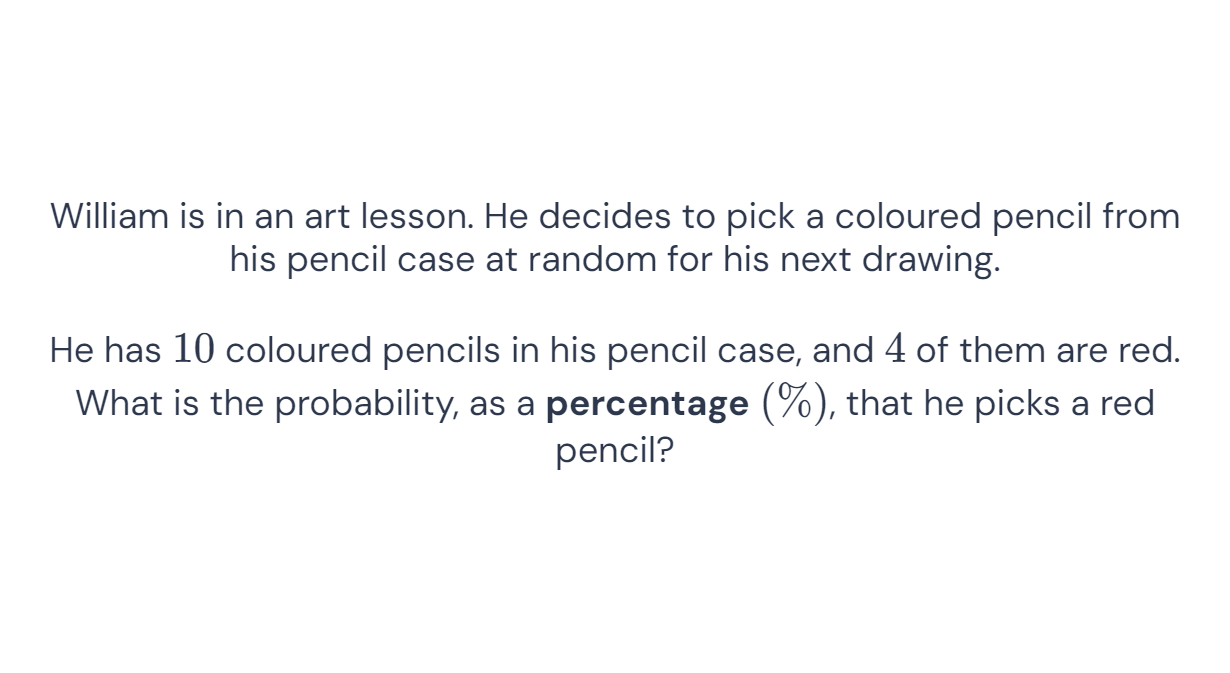 William is in an art lesson. He decides to pick a coloured pencil from
his pencil case at random for his next drawing.
He has 10 coloured pencils in his pencil case, and 4 of them are red.
What is the probability, as a percentage (%), that he picks a red
pencil?